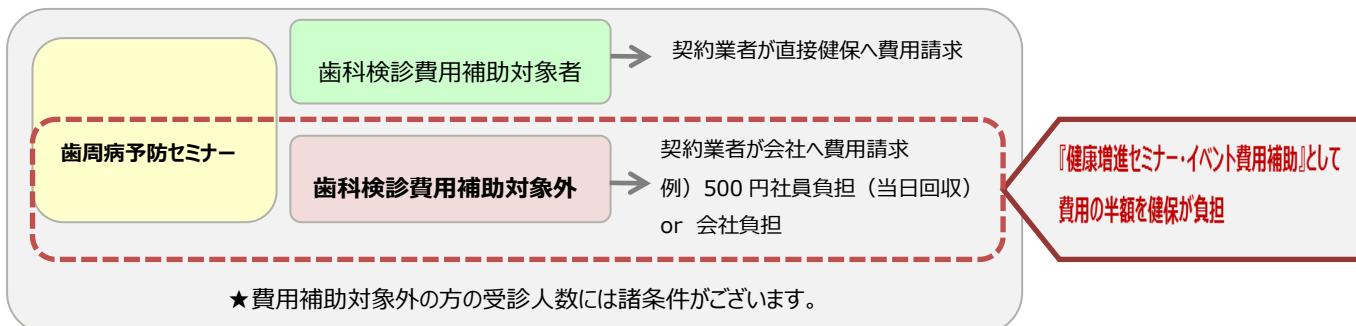 歯科検診費用補助対象者
契約業者が直接健保へ費用請求
歯周病予防セミナー
歯科検診費用補助対象外
契約業者が会社へ費用請求
例）500 円社員負担（当日回収）
or 会社負担
『健康増進セミナー・イベント費用補助』として
費用の半額を健保が負担
★費用補助対象外の方の受診人数には諸条件がございます。